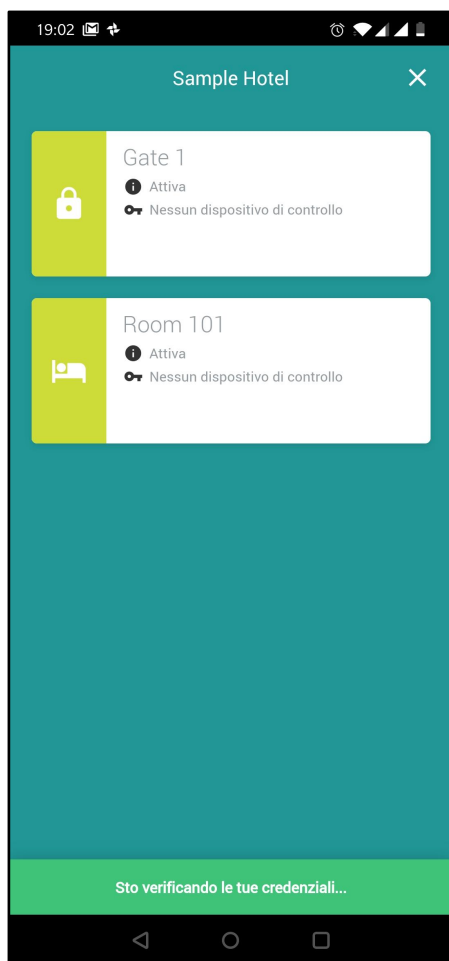 19:02
Sample Hotel
Gate 1
Attiva
Nessun dispositivo di controllo
Room 101
Attiva
Nessun dispositivo di controllo
Sto verificando le tue credenziali...